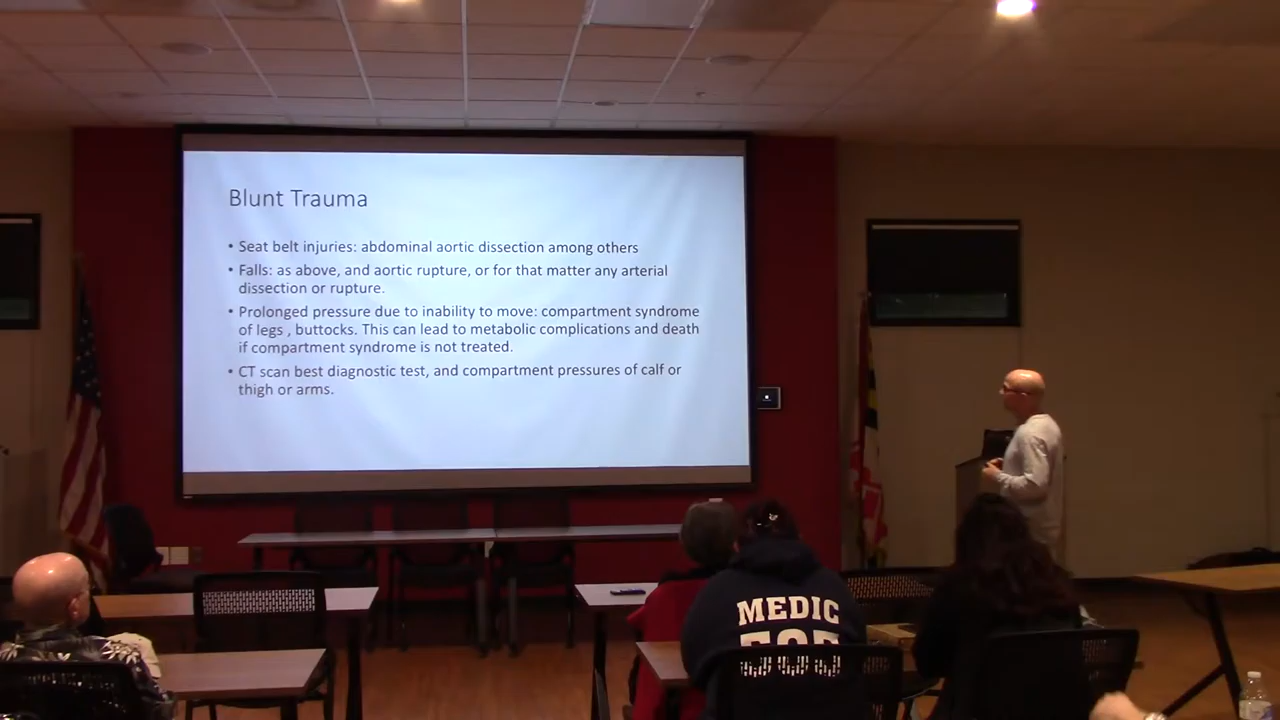 Blunt Trauma
• Seat belt injuries: abdominal aortic dissection among others
• Falls: as above, and aortic rupture, or for that matter any arterial
dissection or rupture.
• Prolonged pressure due to inability to move: compartment syndrome
of legs , buttocks. This can lead to metabolic complications and death
if compartment syndrome is not treated.
• CT scan best diagnostic test, and compartment pressures of calf or
thigh or arms.
MEDIC